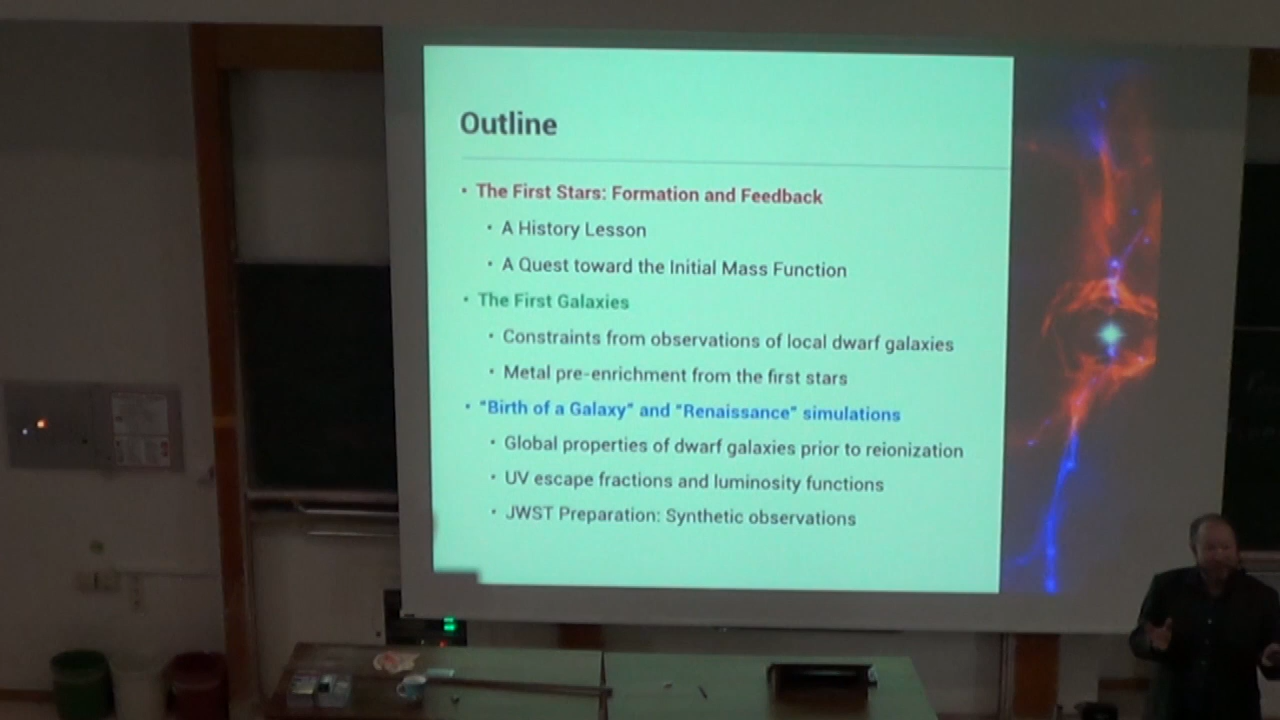 Outline
• The First Stars: Formation and Feedback
• A History Lesson
• A Quest toward the Initial Mass Function
• The First Galaxies
• Constraints from observations of local dwarf galaxies
• Metal pre-enrichment from the first stars
• "Birth of a Galaxy" and "Renaissance" simulations
• Global properties of dwarf galaxies prior to reionization
• UV escape fractions and luminosity functions
• JWST Preparation: Synthetic observations